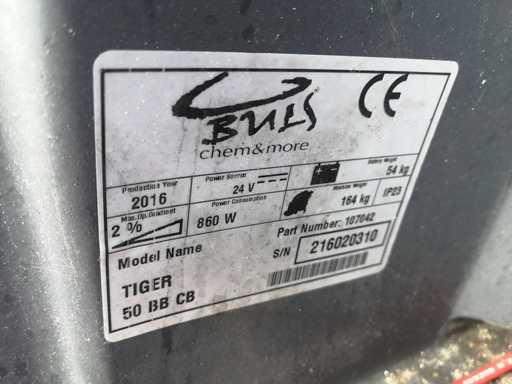 BULS
CE
chem&more
Production Year
2016
Power Source
24 V
Battery Weight
54 kg
Max. Op. Gradient
2 %
Power Consumption
860 W
Machine Weight
164 kg
IP23
Model Name
TIGER
50 BB CB
Part Number: 107042
S/N
216020310